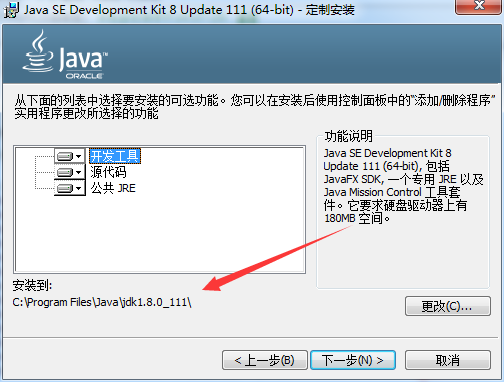 Java SE Development Kit 8 Update 111 (64-bit) - 定制安装
Java™
ORACLE
从下面的列表中选择要安装的可选功能。您可以在安装后使用控制面板中的“添加/删除程序”
实用程序更改所选择的功能
开发工具
源代码
公共 JRE
功能说明
Java SE Development Kit 8
Update 111 (64-bit), 包括
JavaFX SDK, 一个专用 JRE 以及
Java Mission Control 工具套
件。它要求硬盘驱动器上有
180MB 空间。
安装到:
C:\Program Files\Java\jdk1.8.0_111\
更改(C)...
< 上一步(B)
下一步(N) >
取消